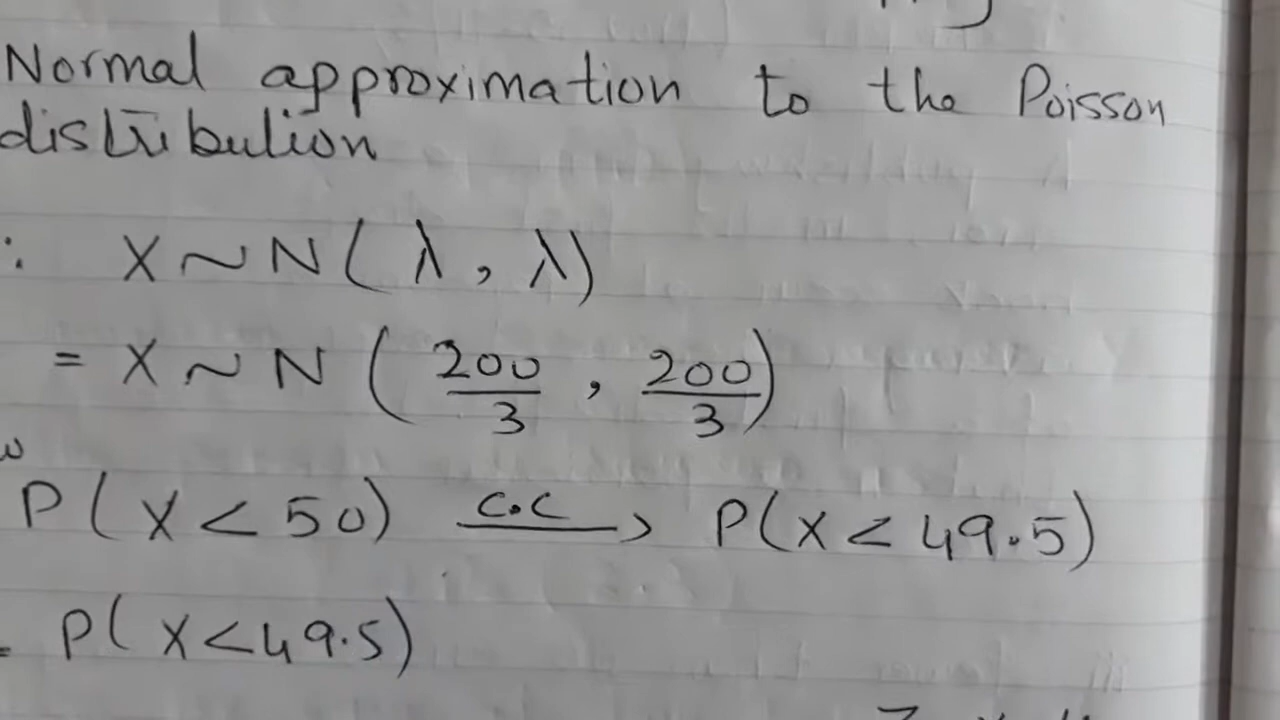 Normal approximation to the Poisson
distribution
: X ~ N ( λ , λ )
= X ~ N ( 200/3 , 200/3 )
P ( X < 50 ) C.C → P( X < 49.5 )
= P( X < 49.5 )